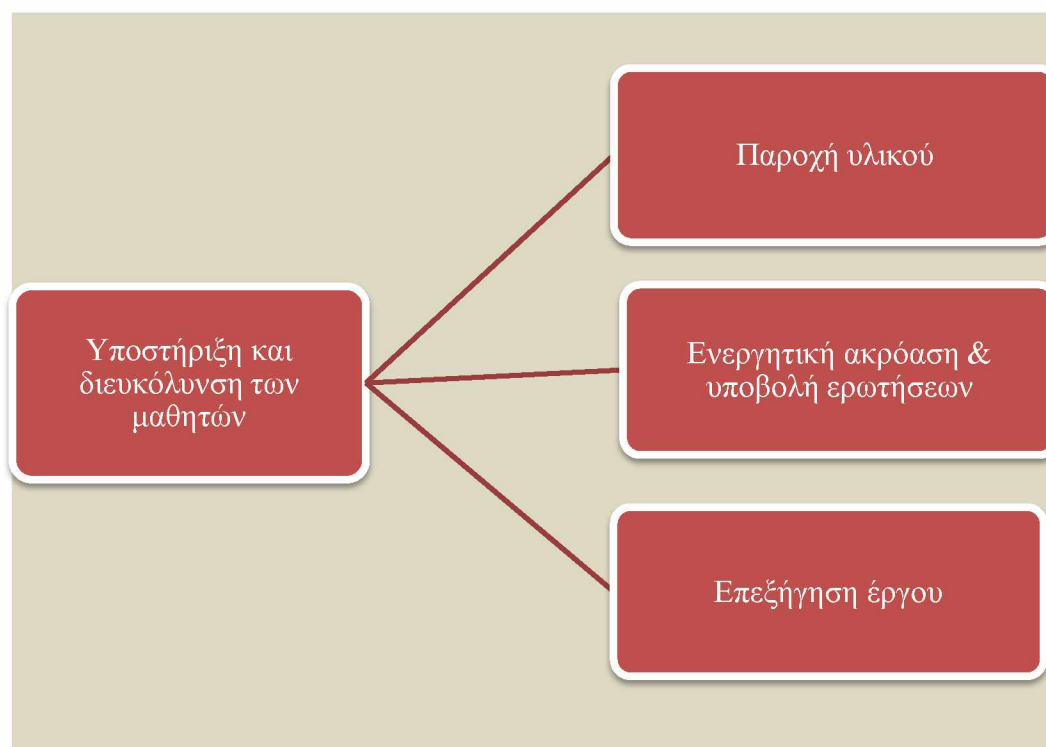 Υποστήριξη και
διευκόλυνση των
μαθητών
Παροχή υλικού
Ενεργητική ακρόαση &
υποβολή ερωτήσεων
Επεξήγηση έργου